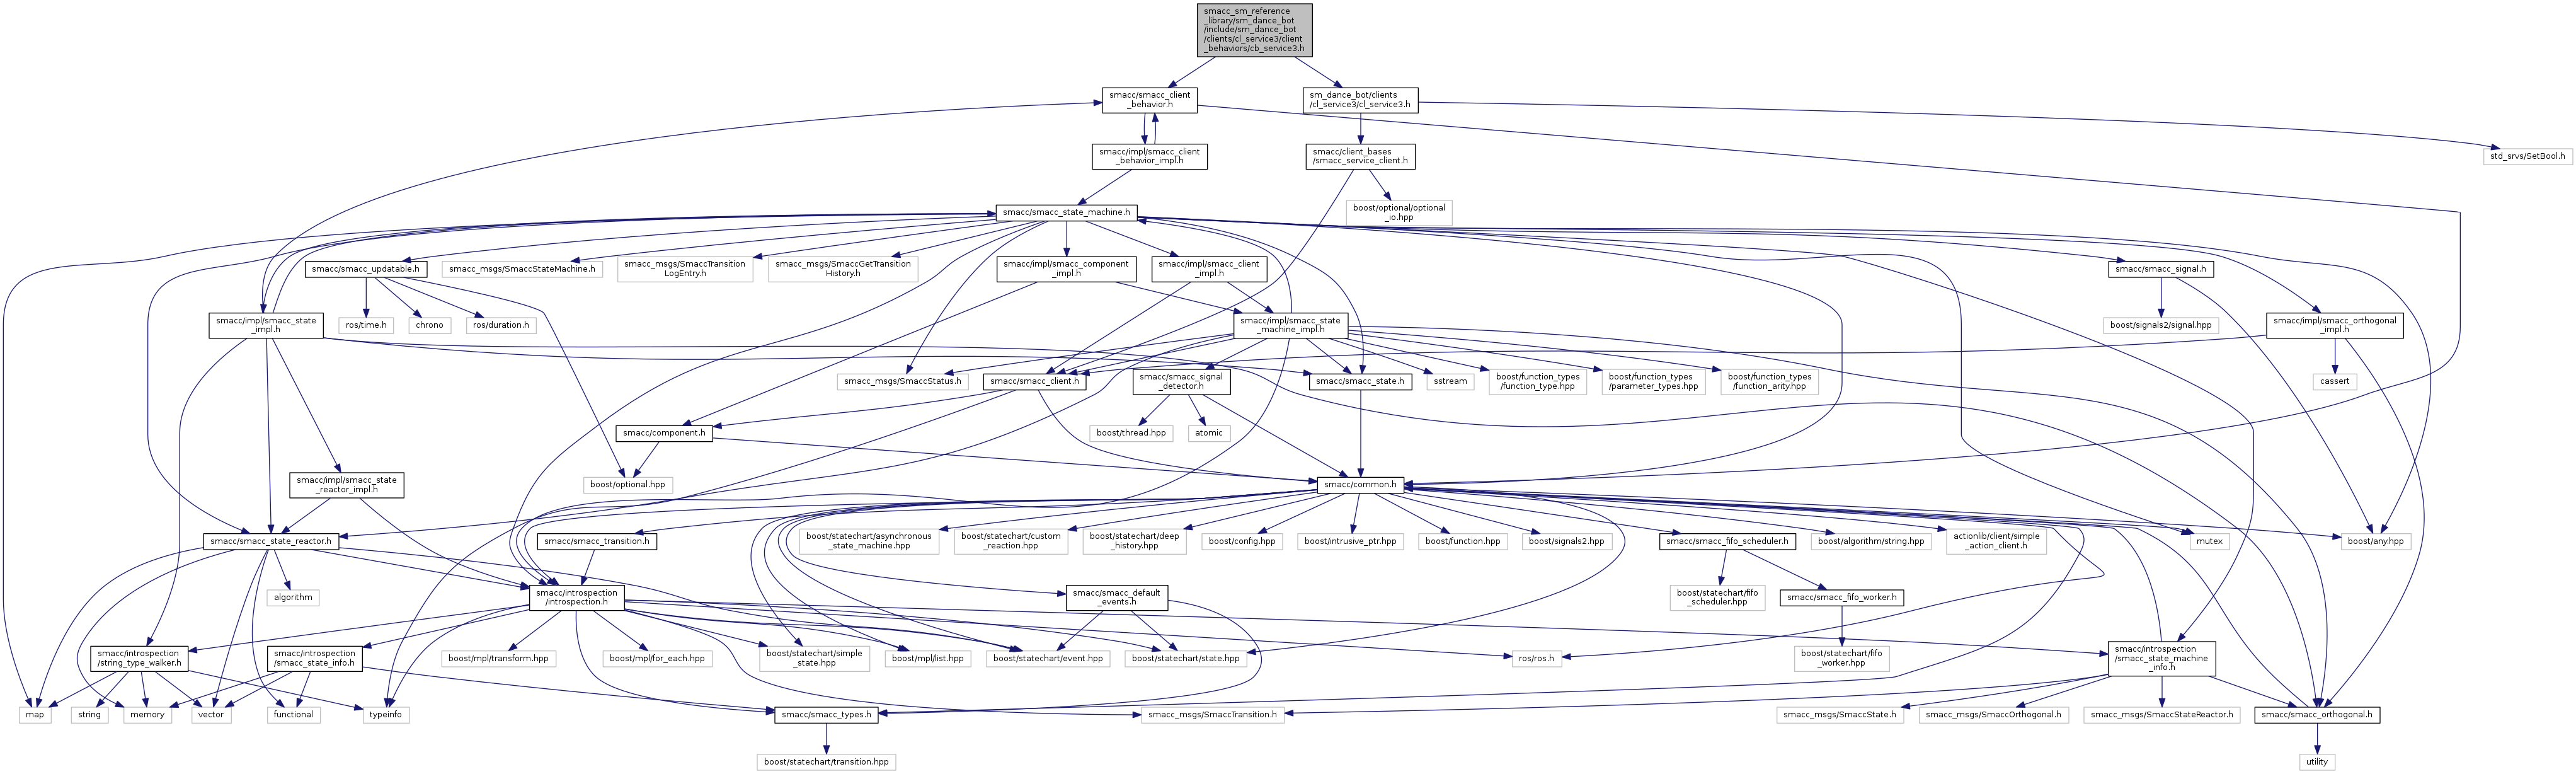 smacc_sm_reference
_library/sm_dance_bot
/include/sm_dance_bot
/clients/cl_service3/client
_behaviors/cb_service3.h
smacc/smacc_client
_behavior.h
sm_dance_bot/clients
/cl_service3/cl_service3.h
smacc/impl/smacc_client
_behavior_impl.h
smacc/client_bases
/smacc_service_client.h
std_srvs/SetBool.h
smacc/smacc_state_machine.h
boost/optional/optional
_io.hpp
smacc/smacc_updatable.h
smacc_msgs/SmaccStateMachine.h
smacc_msgs/SmaccTransition
LogEntry.h
smacc_msgs/SmaccGetTransition
History.h
smacc/impl/smacc_component
_impl.h
smacc/impl/smacc_client
_impl.h
smacc/smacc_signal.h
smacc/impl/smacc_state
_impl.h
ros/time.h
chrono
ros/duration.h
smacc/impl/smacc_state
_machine_impl.h
boost/signals2/signal.hpp
smacc/impl/smacc_orthogonal
_impl.h
smacc_msgs/SmaccStatus.h
smacc/smacc_client.h
smacc/smacc_signal
_detector.h
smacc/smacc_state.h
sstream
boost/function_types
/function_type.hpp
boost/function_types
/parameter_types.hpp
boost/function_types
/function_arity.hpp
cassert
smacc/component.h
boost/thread.hpp
atomic
smacc/impl/smacc_state
_reactor_impl.h
boost/optional.hpp
smacc/common.h
smacc/smacc_state_reactor.h
smacc/smacc_transition.h
boost/statechart/asynchronous
_state_machine.hpp
boost/statechart/custom
_reaction.hpp
boost/statechart/deep
_history.hpp
boost/config.hpp
boost/intrusive_ptr.hpp
boost/function.hpp
boost/signals2.hpp
smacc/smacc_fifo_scheduler.h
boost/algorithm/string.hpp
actionlib/client/simple
_action_client.h
mutex
boost/any.hpp
algorithm
smacc/introspection
/introspection.h
smacc/smacc_default
_events.h
boost/statechart/fifo
_scheduler.hpp
smacc/smacc_fifo_worker.h
smacc/introspection
/string_type_walker.h
smacc/introspection
/smacc_state_info.h
boost/mpl/transform.hpp
boost/mpl/for_each.hpp
boost/statechart/simple
_state.hpp
boost/mpl/list.hpp
boost/statechart/event.hpp
boost/statechart/state.hpp
ros/ros.h
boost/statechart/fifo
_worker.hpp
smacc/introspection
/smacc_state_machine
_info.h
map
string
memory
vector
functional
typeinfo
smacc/smacc_types.h
smacc_msgs/SmaccTransition.h
smacc_msgs/SmaccState.h
smacc_msgs/SmaccOrthogonal.h
smacc_msgs/SmaccStateReactor.h
smacc/smacc_orthogonal.h
boost/statechart/transition.hpp
utility